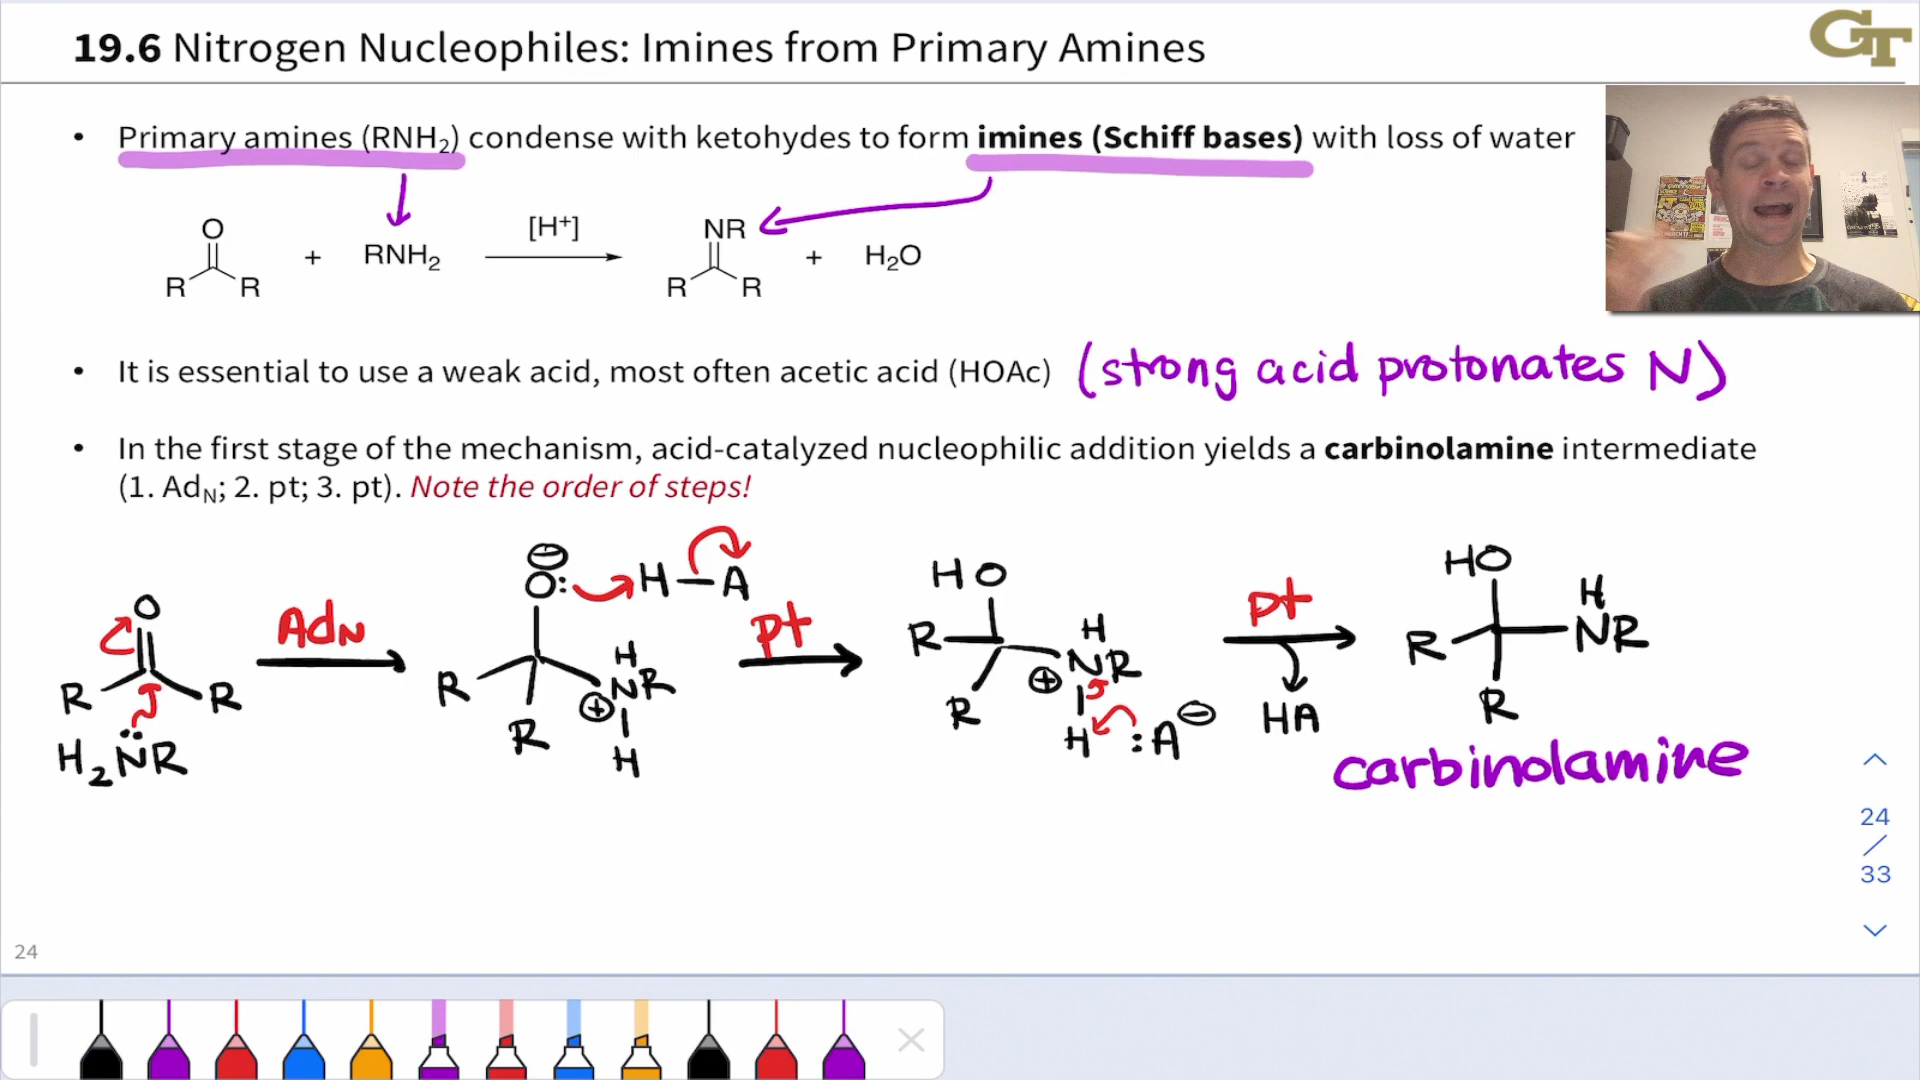 19.6 Nitrogen Nucleophiles: Imines from Primary Amines
GT
• Primary amines (RNH₂) condense with ketohydes to form imines (Schiff bases) with loss of water
O
R R
+
RNH₂
[H⁺]
NR
R R
+
H₂O
• It is essential to use a weak acid, most often acetic acid (HOAc) (strong acid protonates N)
• In the first stage of the mechanism, acid-catalyzed nucleophilic addition yields a carbinolamine intermediate
(1. Ad_N; 2. pt; 3. pt). Note the order of steps!
O
R R
H₂N̈R
AdN
⊖
O: H–A
R
R
H
⊕NR
H
pt
HO
R
R
H
⊕ NR
H :A⊖
pt
HA
HO
R
R
H
NR
carbinolamine
24
/
33
24